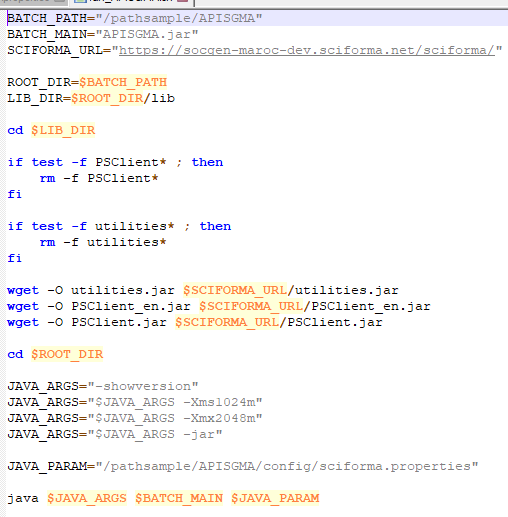 BATCH_PATH="/pathsample/APISGMA"
BATCH_MAIN="APISGMA.jar"
SCIFORMA_URL="https://socgen-maroc-dev.sciforma.net/sciforma/"
ROOT_DIR=$BATCH_PATH
LIB_DIR=$ROOT_DIR/lib
cd $LIB_DIR
if test -f PSClient* ; then
    rm -f PSClient*
fi
if test -f utilities* ; then
    rm -f utilities*
fi
wget -O utilities.jar $SCIFORMA_URL/utilities.jar
wget -O PSClient_en.jar $SCIFORMA_URL/PSClient_en.jar
wget -O PSClient.jar $SCIFORMA_URL/PSClient.jar
cd $ROOT_DIR
JAVA_ARGS="-showversion"
JAVA_ARGS="$JAVA_ARGS -Xms1024m"
JAVA_ARGS="$JAVA_ARGS -Xmx2048m"
JAVA_ARGS="$JAVA_ARGS -jar"
JAVA_PARAM="/pathsample/APISGMA/config/sciforma.properties"
java $JAVA_ARGS $BATCH_MAIN $JAVA_PARAM